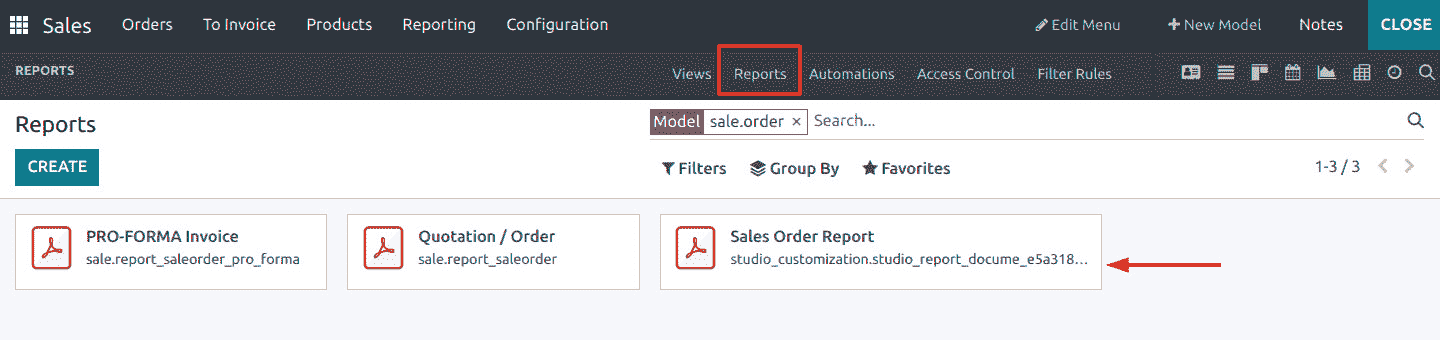 Sales Orders To Invoice Products Reporting Configuration Edit Menu + New Model Notes CLOSE
REPORTS Views Reports Automations Access Control Filter Rules
Reports Model sale.order × Search...
CREATE Filters Group By Favorites 1-3 / 3
PRO-FORMA Invoice Quotation / Order Sales Order Report
sale.report_saleorder_pro_forma sale.report_saleorder studio_customization.studio_report_docume_e5a318...